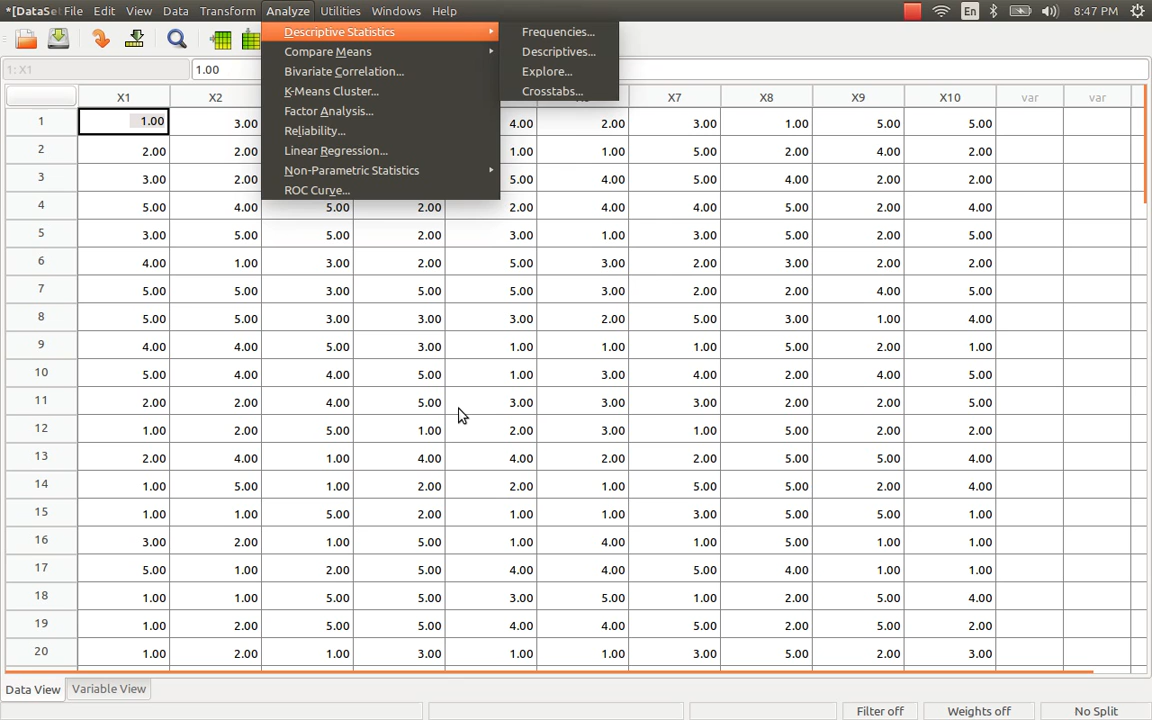 *[DataSe File Edit View Data Transform Analyze Utilities Windows Help En 8:47 PM
Descriptive Statistics
Compare Means
Bivariate Correlation...
K-Means Cluster...
Factor Analysis...
Reliability...
Linear Regression...
Non-Parametric Statistics
ROC Curve...
Frequencies...
Descriptives...
Explore...
Crosstabs...
1: X1 1.00
X1 X2 X7 X8 X9 X10 var var
1 1.00 3.00 4.00 2.00 3.00 1.00 5.00 5.00
2 2.00 2.00 1.00 1.00 5.00 2.00 4.00 2.00
3 3.00 2.00 5.00 4.00 5.00 4.00 2.00 2.00
4 5.00 4.00 5.00 2.00 2.00 4.00 4.00 5.00 2.00 4.00
5 3.00 5.00 5.00 2.00 3.00 1.00 3.00 5.00 2.00 5.00
6 4.00 1.00 3.00 2.00 5.00 3.00 2.00 3.00 2.00 2.00
7 5.00 5.00 3.00 5.00 5.00 3.00 2.00 2.00 4.00 5.00
8 5.00 5.00 3.00 3.00 3.00 2.00 5.00 3.00 1.00 4.00
9 4.00 4.00 5.00 3.00 1.00 1.00 1.00 5.00 2.00 1.00
10 5.00 4.00 4.00 5.00 1.00 3.00 4.00 2.00 4.00 5.00
11 2.00 2.00 4.00 5.00 3.00 3.00 3.00 2.00 2.00 5.00
12 1.00 2.00 5.00 1.00 2.00 3.00 1.00 5.00 2.00 2.00
13 2.00 4.00 1.00 4.00 4.00 2.00 2.00 5.00 5.00 4.00
14 1.00 5.00 1.00 2.00 2.00 1.00 5.00 5.00 2.00 4.00
15 1.00 1.00 5.00 2.00 1.00 1.00 3.00 5.00 5.00 1.00
16 3.00 2.00 1.00 5.00 1.00 4.00 1.00 5.00 1.00 1.00
17 5.00 1.00 2.00 5.00 4.00 4.00 5.00 4.00 1.00 1.00
18 1.00 1.00 5.00 5.00 3.00 5.00 1.00 2.00 5.00 4.00
19 1.00 2.00 5.00 5.00 4.00 4.00 5.00 2.00 5.00 2.00
20 1.00 2.00 1.00 3.00 1.00 1.00 3.00 5.00 2.00 3.00
Data View Variable View
Filter off Weights off No Split